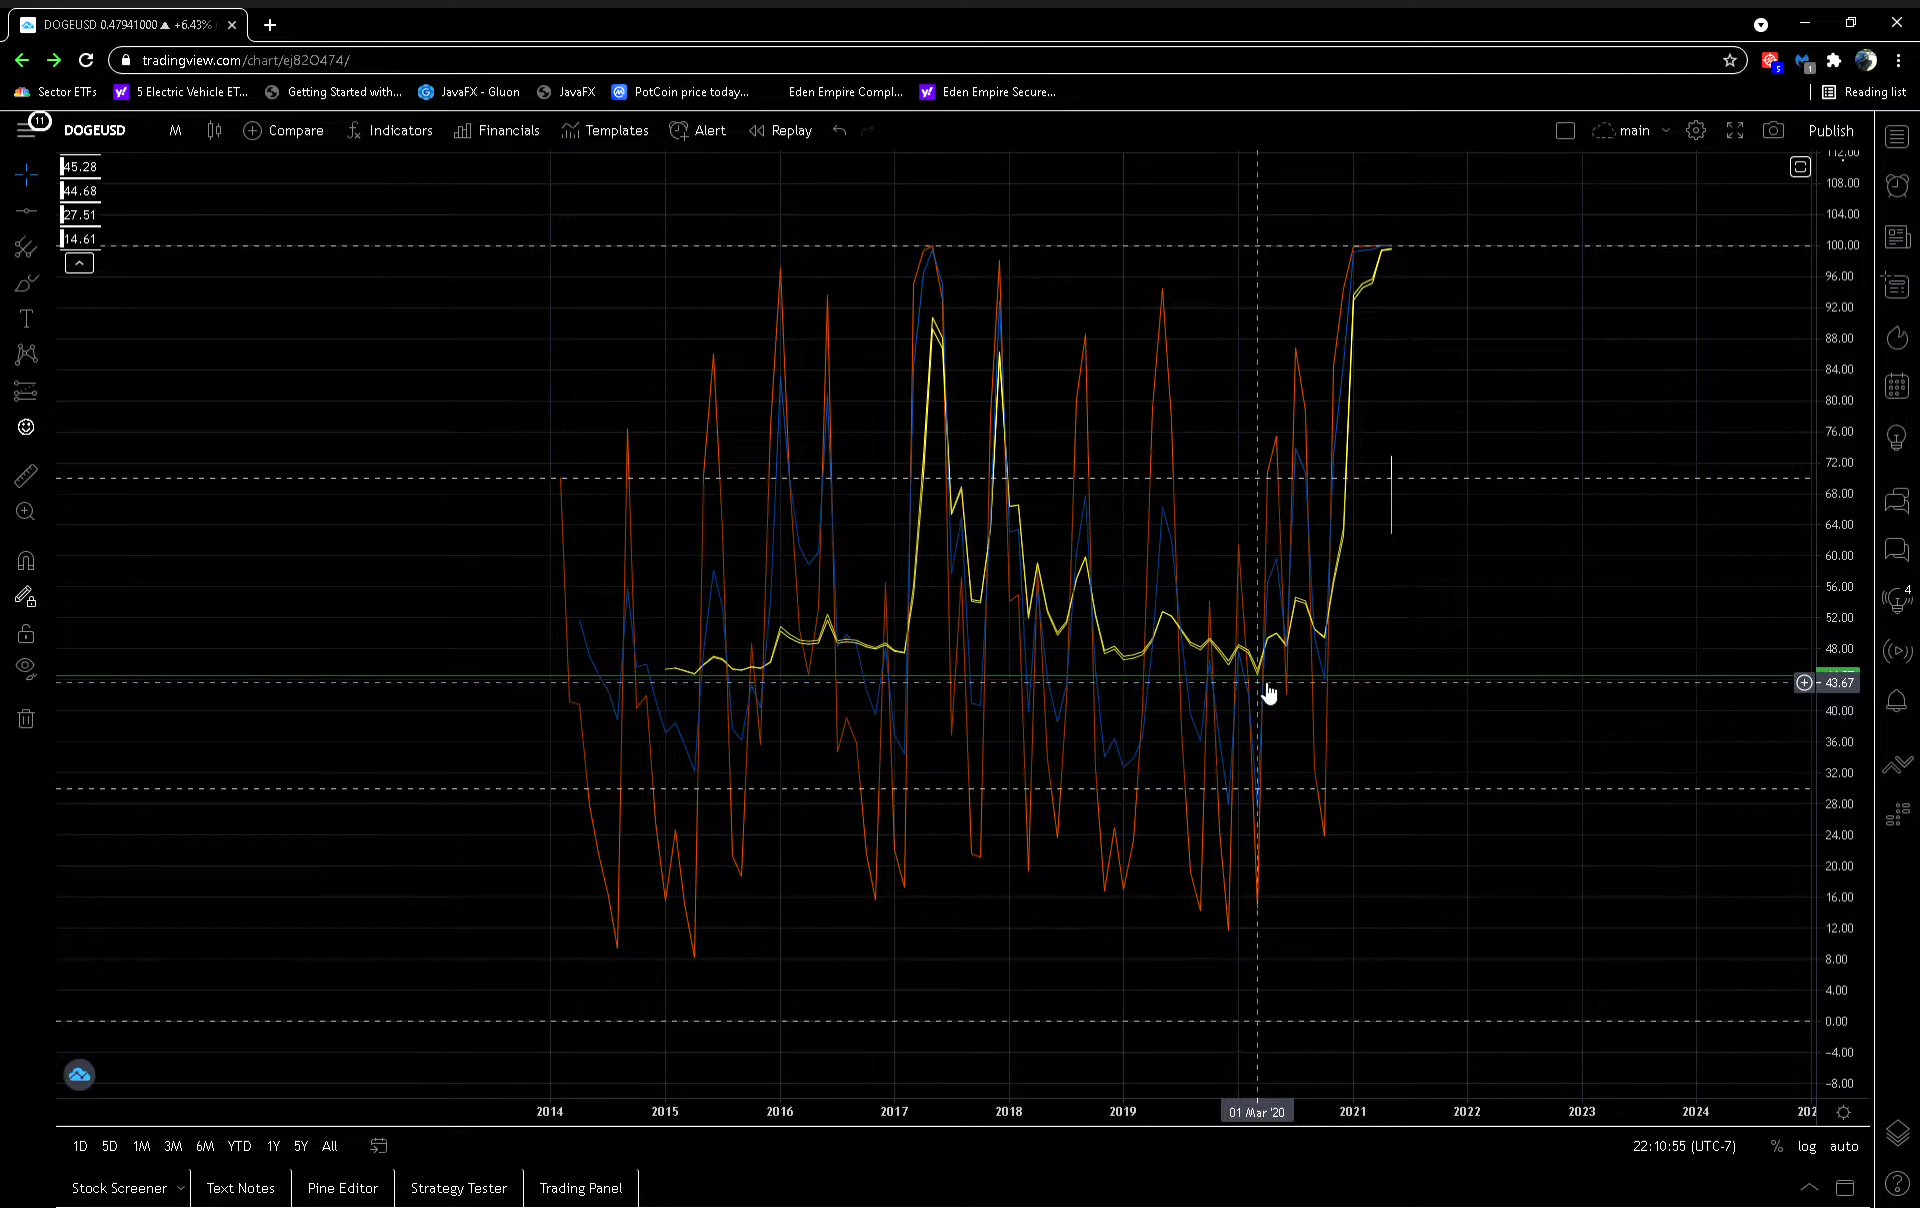 DOGEUSD 0.47941000 ▲ +6.43%
tradingview.com/chart/ej82O474/
5
1
Sector ETFs
5 Electric Vehicle ET...
Getting Started with...
JavaFX - Gluon
JavaFX
PotCoin price today...
Eden Empire Compl...
Eden Empire Secure...
Reading list
11
DOGEUSD
M
Compare
Indicators
Financials
Templates
Alert
Replay
main
Publish
45.28
44.68
27.51
14.61
112.00
108.00
104.00
100.00
96.00
92.00
88.00
84.00
80.00
76.00
72.00
68.00
64.00
60.00
56.00
52.00
48.00
43.67
40.00
36.00
32.00
28.00
24.00
20.00
16.00
12.00
8.00
4.00
0.00
-4.00
-8.00
4
2014
2015
2016
2017
2018
2019
01 Mar '20
2021
2022
2023
2024
202
1D
5D
1M
3M
6M
YTD
1Y
5Y
All
22:10:55 (UTC-7)
%
log
auto
Stock Screener
Text Notes
Pine Editor
Strategy Tester
Trading Panel